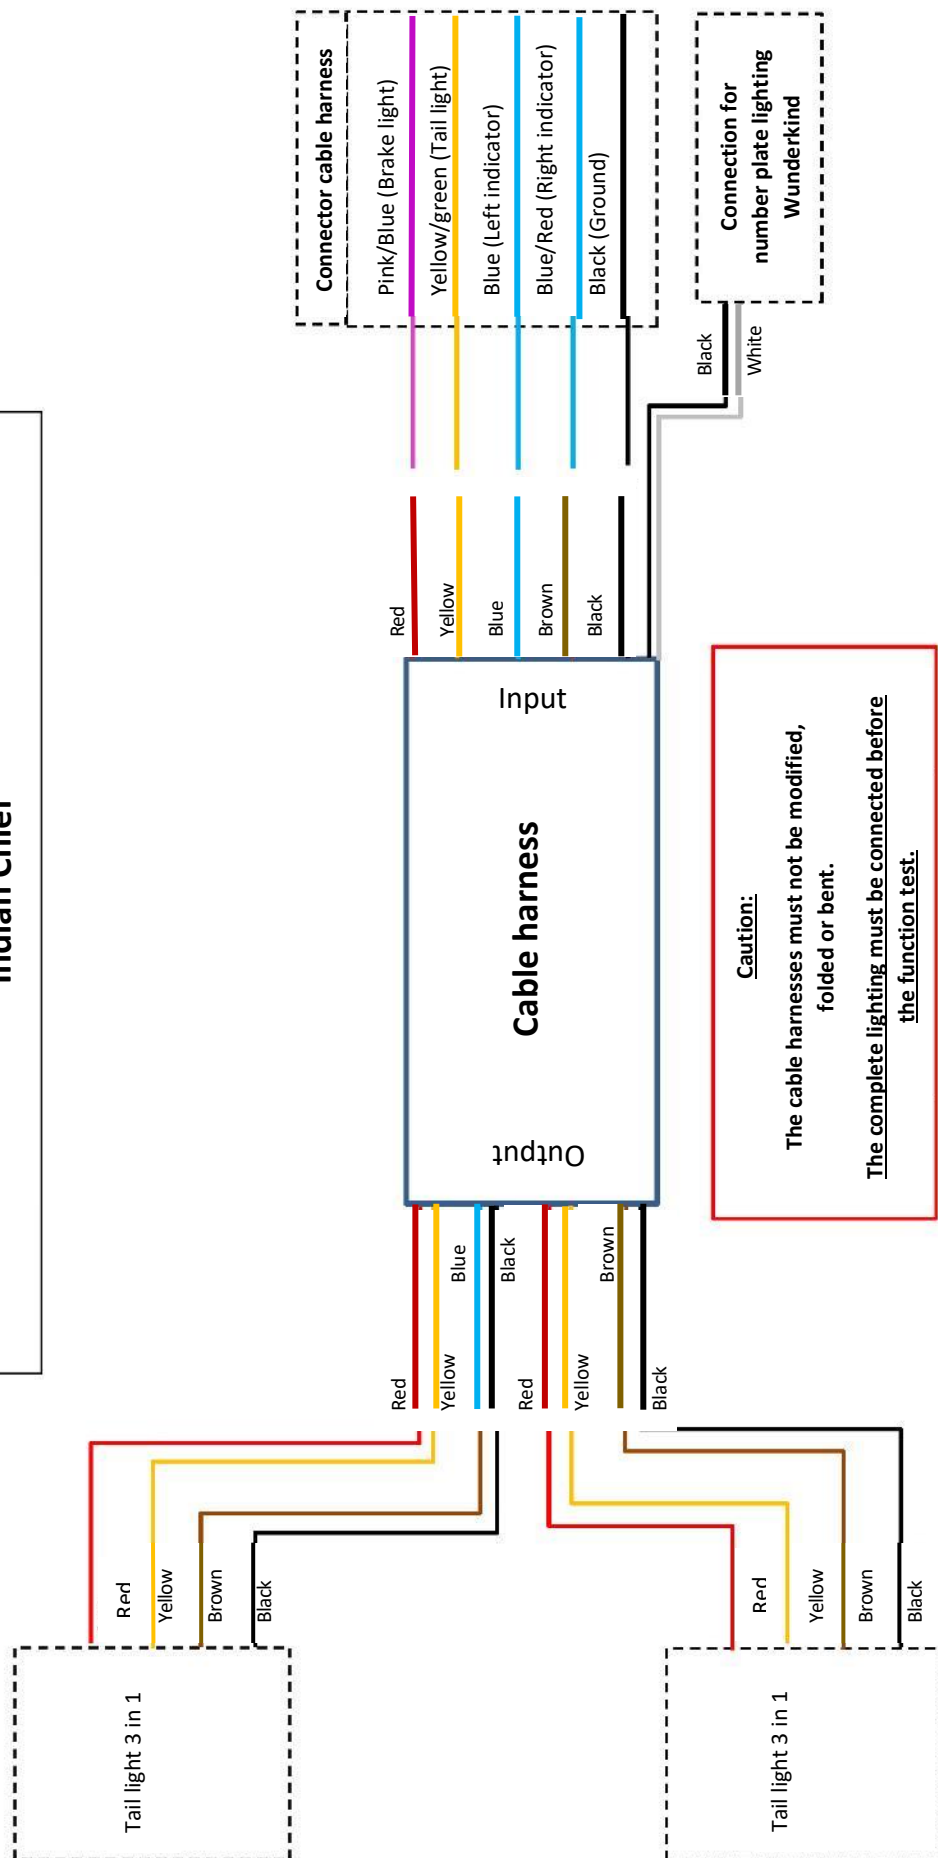 Indian Chief
Tail light 3 in 1
Red
Yellow
Brown
Black
Tail light 3 in 1
Red
Yellow
Brown
Black
Red
Yellow
Blue
Black
Red
Yellow
Brown
Black
Output
Cable harness
Input
Red
Yellow
Blue
Brown
Black
Connector cable harness
Pink/Blue (Brake light)
Yellow/green (Tail light)
Blue (Left indicator)
Blue/Red (Right indicator)
Black (Ground)
Black
White
Connection for
number plate lighting
Wunderkind
Caution:
The cable harnesses must not be modified,
folded or bent.
The complete lighting must be connected before
the function test.